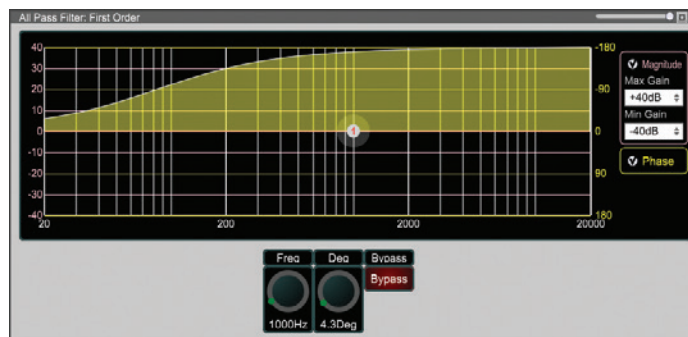 All Pass Filter: First Order
40
30
20
10
0
-10
-20
-30
-40
20
200
2000
20000
-180
-90
0
90
180
1
Magnitude
Max Gain
+40dB
Min Gain
-40dB
Phase
Freq
Deg
Bypass
1000Hz
4.3Deg
Bypass